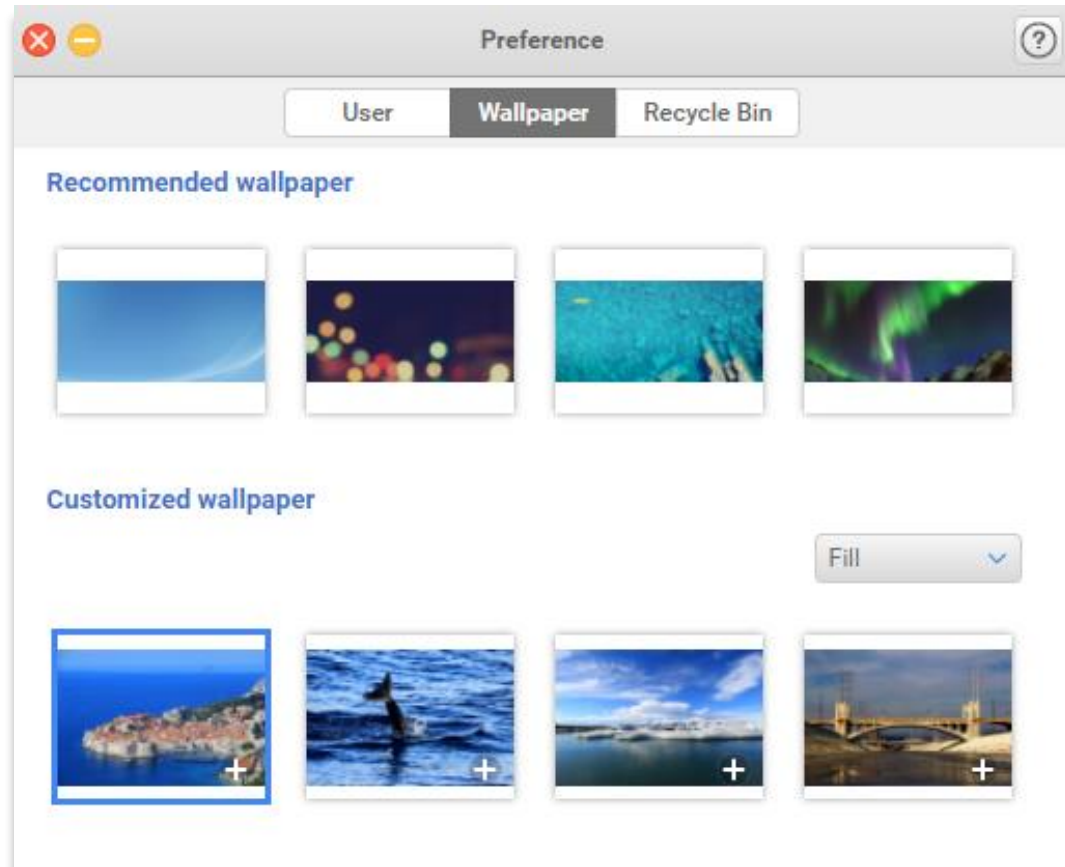 Preference
?
User
Wallpaper
Recycle Bin
Recommended wallpaper
Customized wallpaper
Fill
+
+
+
+